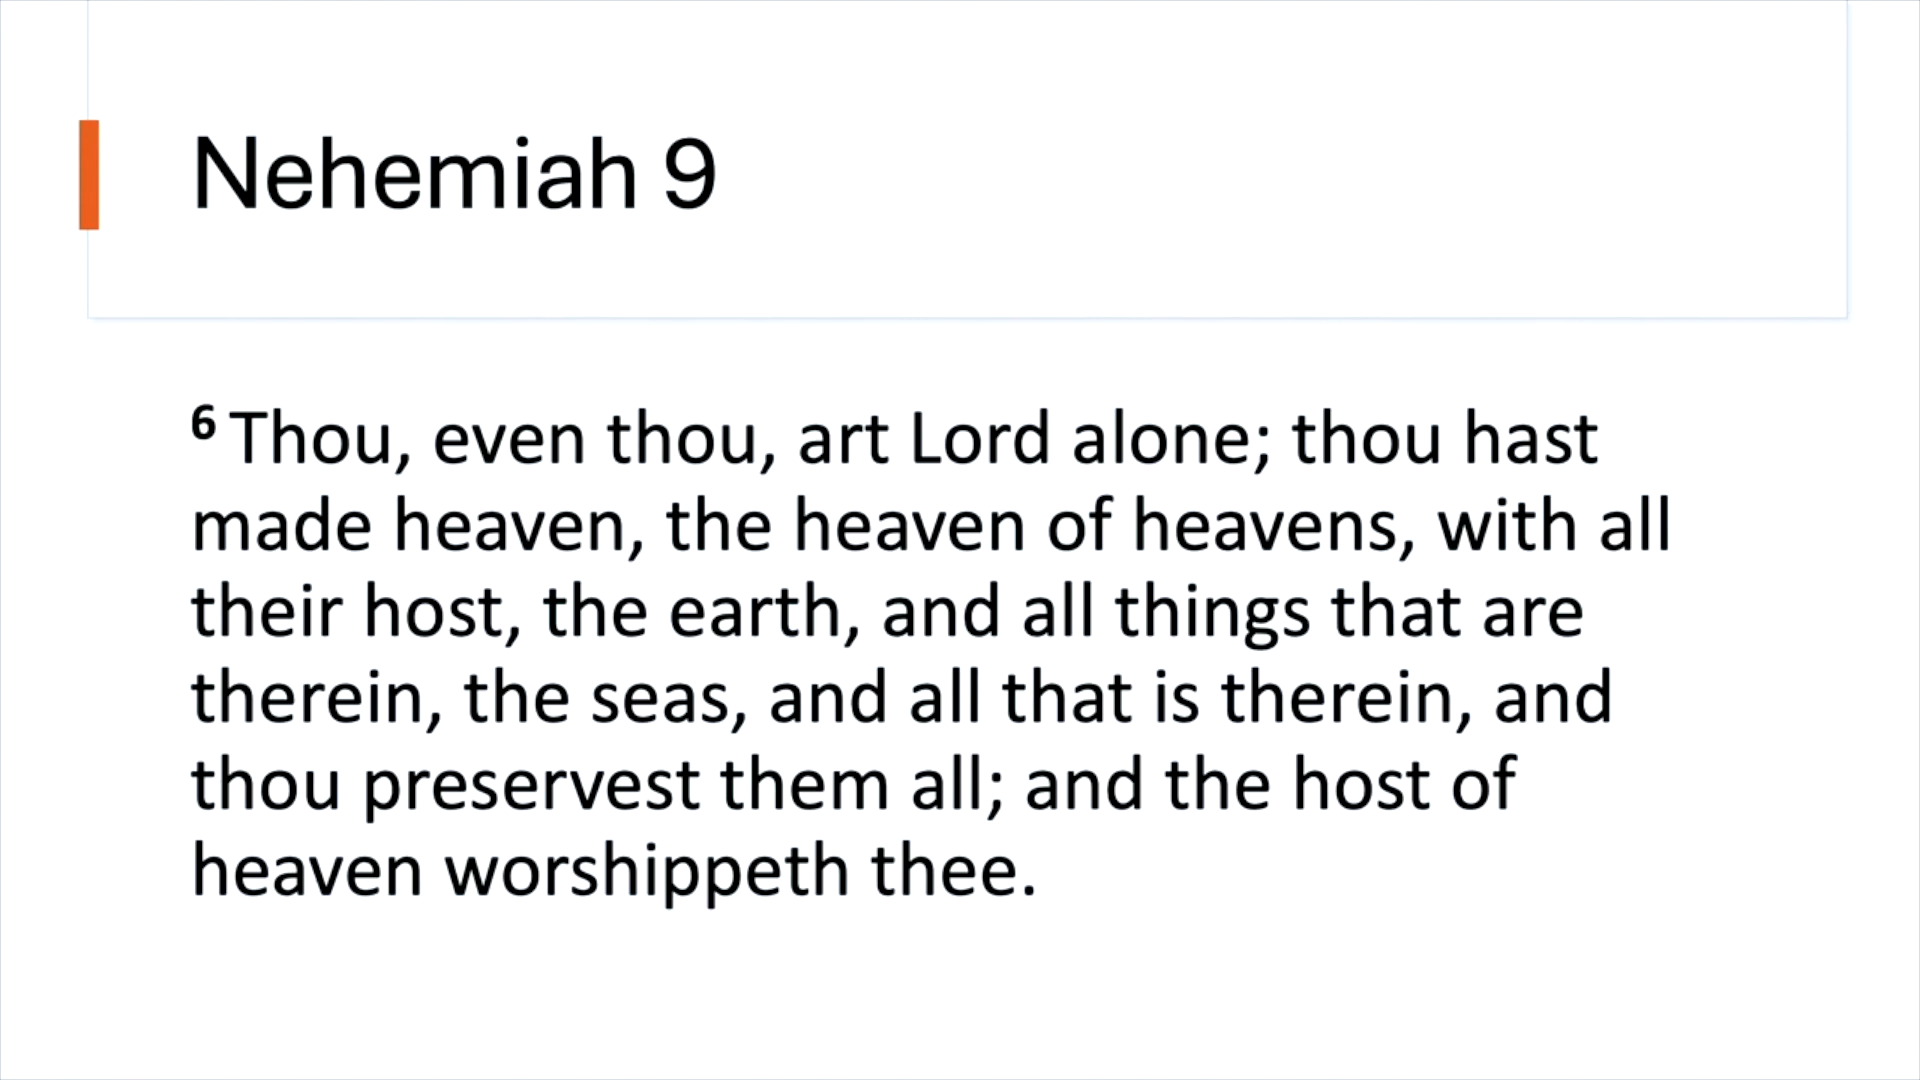 Nehemiah 9
6 Thou, even thou, art Lord alone; thou hast
made heaven, the heaven of heavens, with all
their host, the earth, and all things that are
therein, the seas, and all that is therein, and
thou preservest them all; and the host of
heaven worshippeth thee.